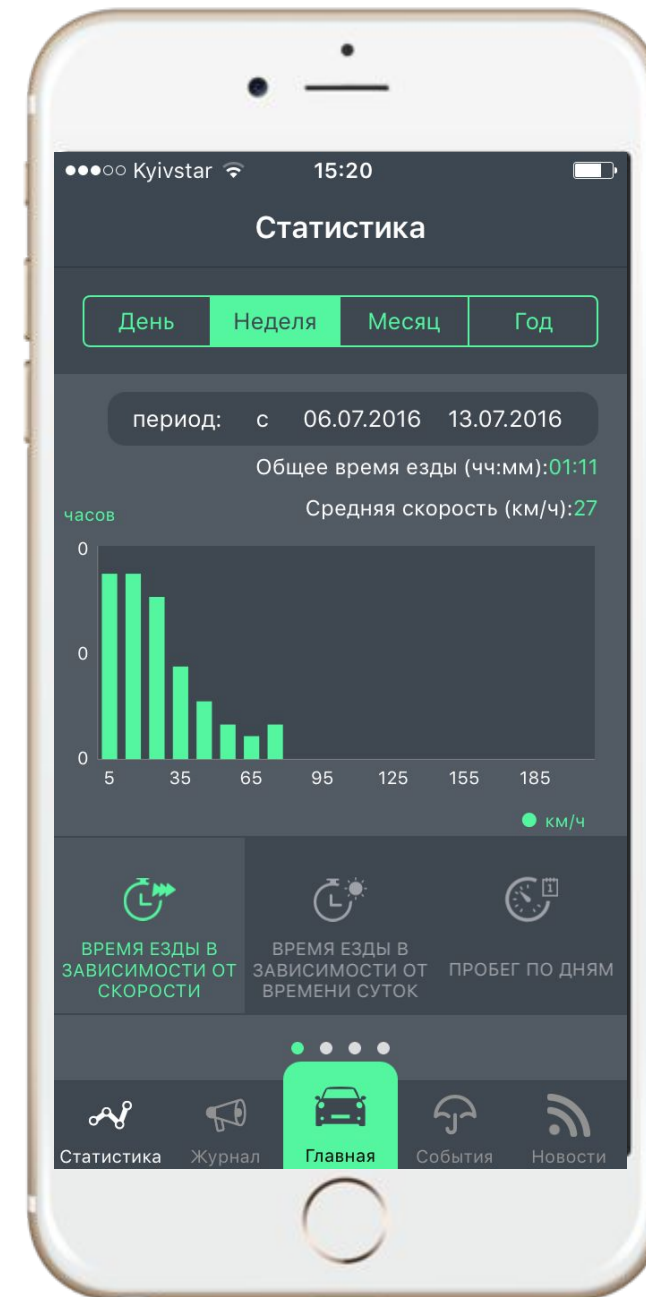 Kyivstar 15:20
Статистика
День Неделя Месяц Год
период: с 06.07.2016 13.07.2016
Общее время езды (чч:мм):01:11
Средняя скорость (км/ч):27
часов
0
0
0
5 35 65 95 125 155 185
км/ч
1
ВРЕМЯ ЕЗДЫ В
ЗАВИСИМОСТИ ОТ
СКОРОСТИ
ВРЕМЯ ЕЗДЫ В
ЗАВИСИМОСТИ ОТ
ВРЕМЕНИ СУТОК
ПРОБЕГ ПО ДНЯМ
Статистика Журнал Главная События Новости